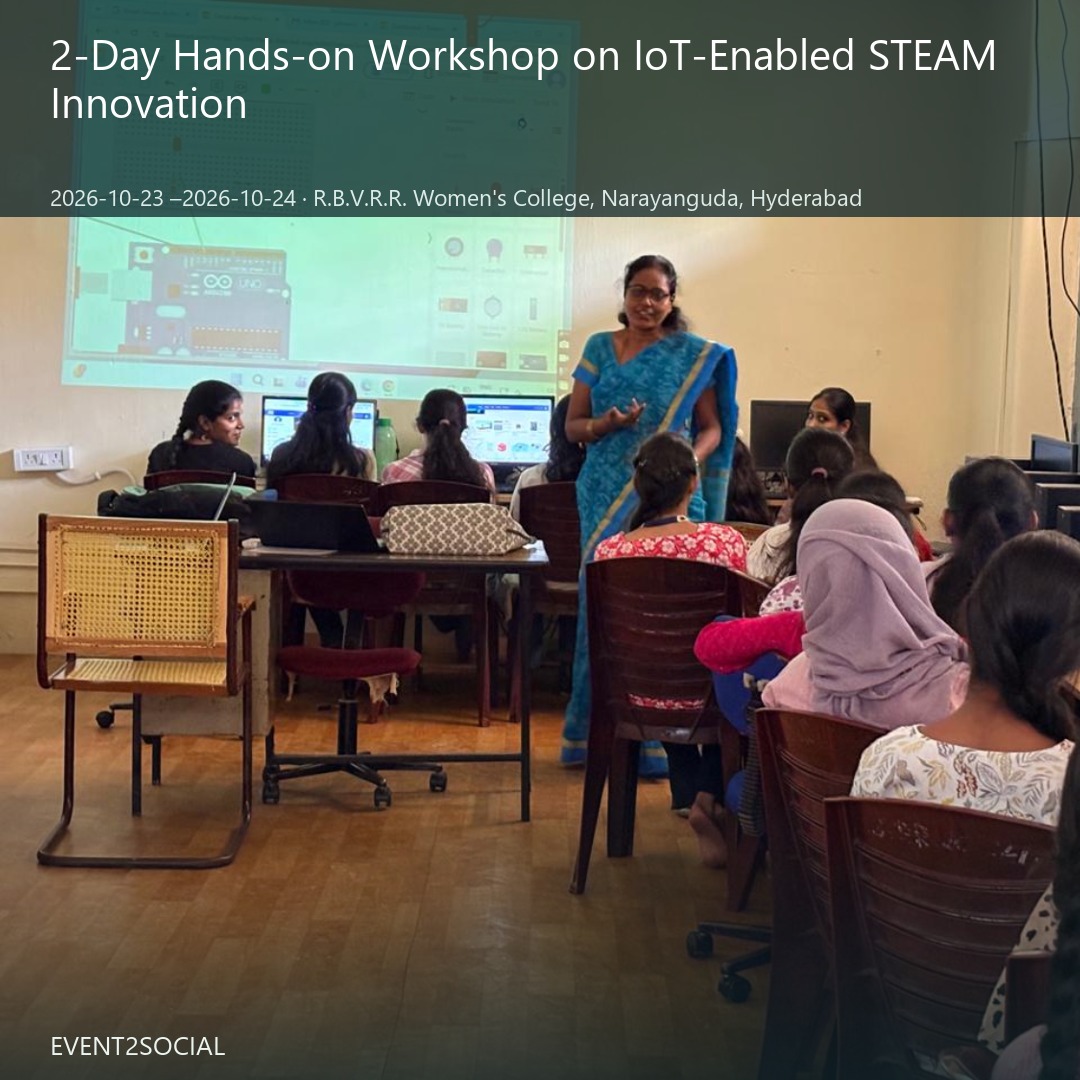 2-Day Hands-on Workshop on IoT-Enabled STEAM
Innovation
2026-10-23 –2026-10-24 · R.B.V.R.R. Women's College, Narayanguda, Hyderabad
UNO
EVENT2SOCIAL